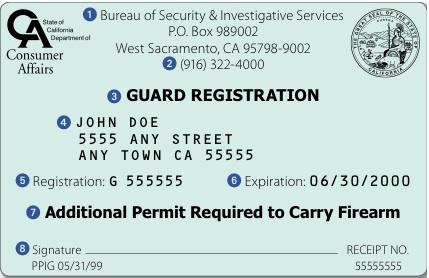 State of
California
Department of
Consumer
Affairs
1 Bureau of Security & Investigative Services
P.O. Box 989002
West Sacramento, CA 95798-9002
2 (916) 322-4000
THE GREAT SEAL OF THE STATE OF CALIFORNIA
3 GUARD REGISTRATION
4 JOHN DOE
5555 ANY STREET
ANY TOWN CA 55555
5 Registration: G 555555 6 Expiration: 06/30/2000
7 Additional Permit Required to Carry Firearm
8 Signature RECEIPT NO.
PPIG 05/31/99 55555555